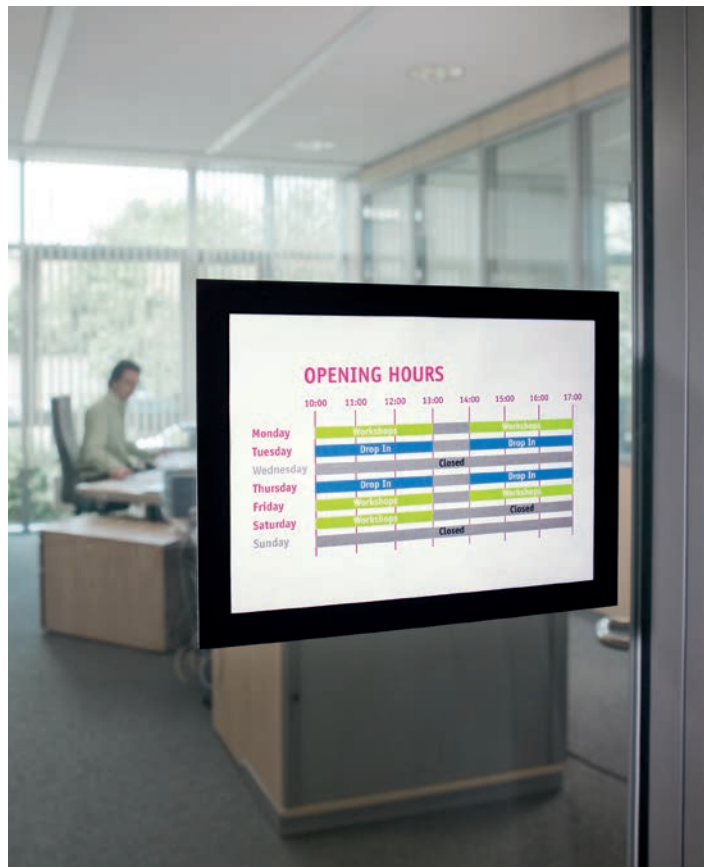 OPENING HOURS
10:00 11:00 12:00 13:00 14:00 15:00 16:00 17:00
Monday Workshops Workshops
Tuesday Drop In Drop In
Wednesday Closed
Thursday Drop In Drop In
Friday Workshops Workshops
Saturday Workshops Closed
Sunday Closed